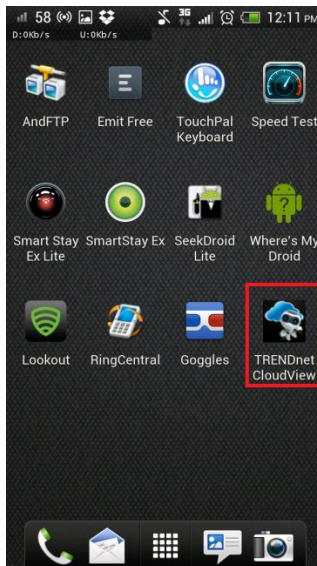 58 3G 12:11 PM
D:0Kb/s U:0Kb/s
AndFTP Emit Free TouchPal Keyboard Speed Test
Smart Stay Ex Lite SmartStay Ex SeekDroid Lite Where's My Droid
Lookout RingCentral Goggles TRENDnet CloudView